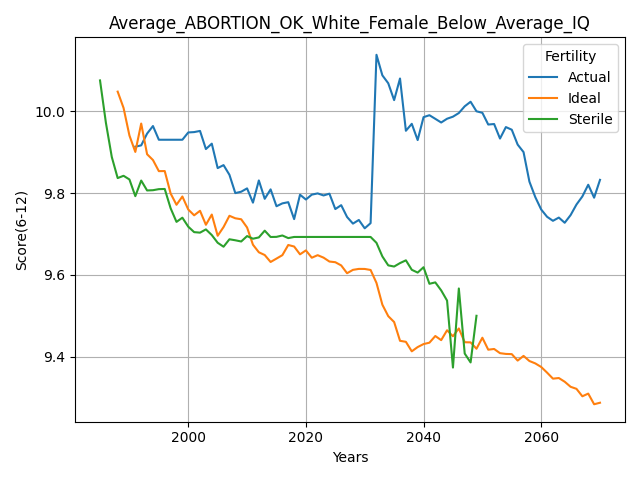 Average_ABORTION_OK_White_Female_Below_Average_IQ
Fertility
Actual
Ideal
Sterile
Score(6-12)
10.0
9.8
9.6
9.4
2000
2020
2040
2060
Years